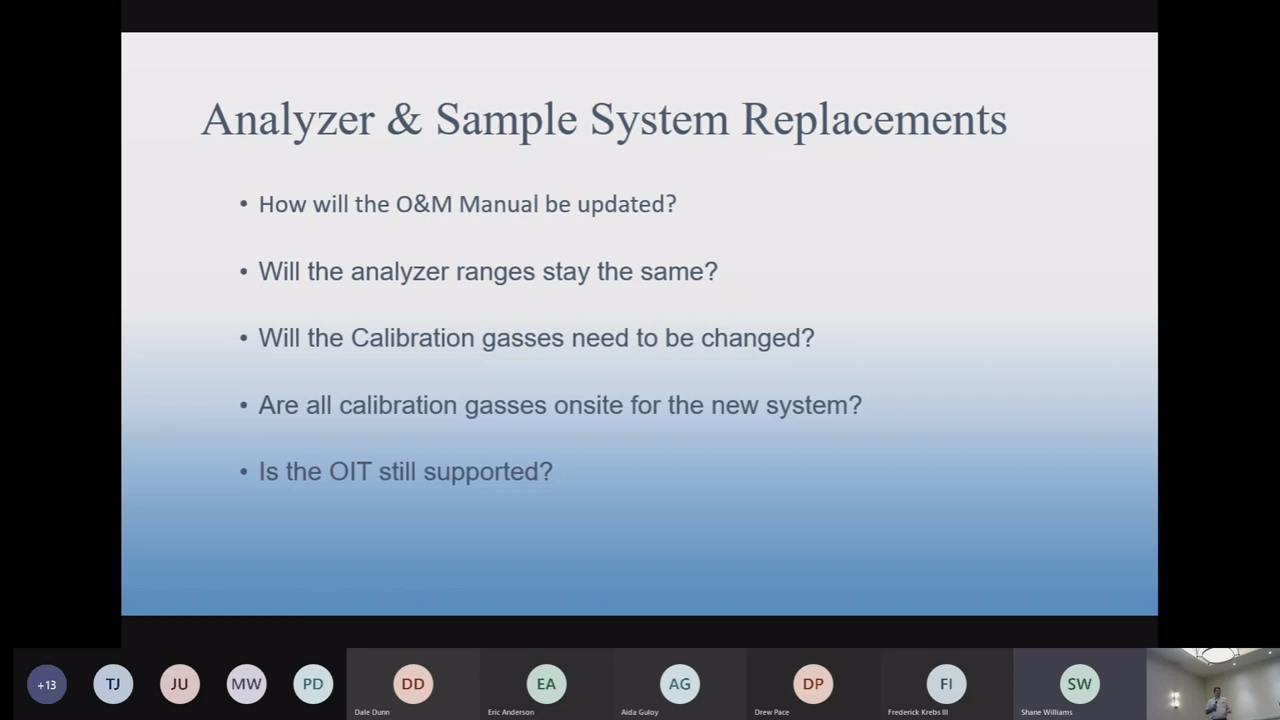 Analyzer & Sample System Replacements
• How will the O&M Manual be updated?
• Will the analyzer ranges stay the same?
• Will the Calibration gasses need to be changed?
• Are all calibration gasses onsite for the new system?
• Is the OIT still supported?
+13
TJ
JU
MW
PD
DD
EA
AG
DP
FI
SW
Dale Dunn
Eric Anderson
Aida Guloy
Drew Pace
Frederick Krebs III
Shane Williams